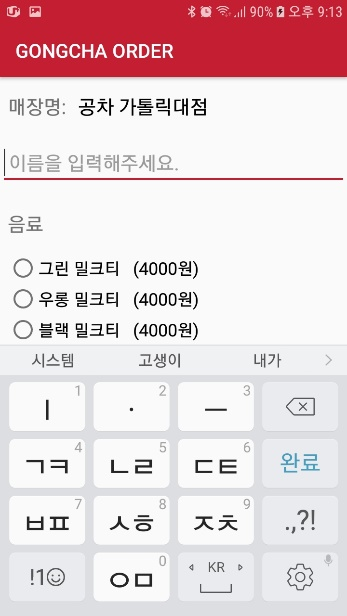 90% 오후 9:13
GONGCHA ORDER
매장명: 공차 가톨릭대점
이름을 입력해주세요.
음료
그린 밀크티 (4000원)
우롱 밀크티 (4000원)
블랙 밀크티 (4000원)
시스템 고생이 내가
ㅣ 1 · 2 ㅡ 3
ㄱㅋ 4 ㄴㄹ 5 ㄷㅌ 6 완료
ㅂㅍ 7 ㅅㅎ 8 ㅈㅊ 9 .,?!
!1 ㅇㅁ 0 KR